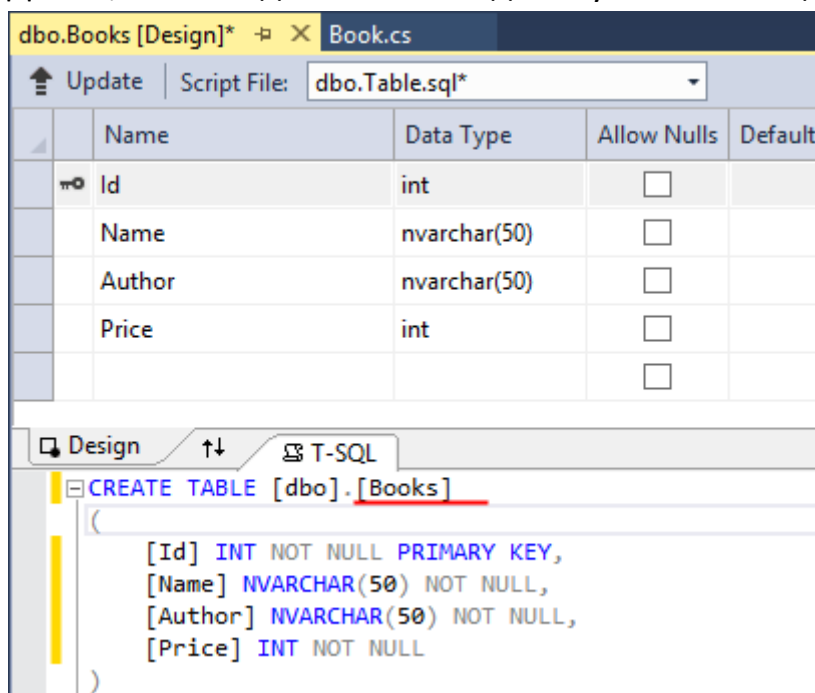 dbo.Books [Design]* Book.cs
Update Script File: dbo.Table.sql*
Name Data Type Allow Nulls Default
Id int
Name nvarchar(50)
Author nvarchar(50)
Price int
Design T-SQL
CREATE TABLE [dbo].[Books]
(
[Id] INT NOT NULL PRIMARY KEY,
[Name] NVARCHAR(50) NOT NULL,
[Author] NVARCHAR(50) NOT NULL,
[Price] INT NOT NULL
)